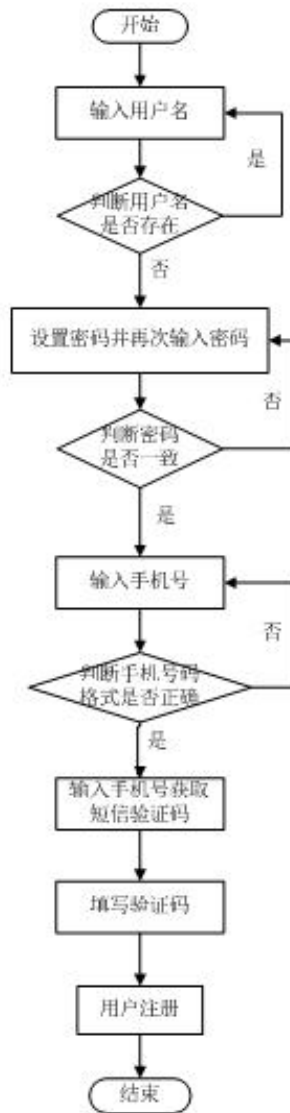 开始
输入用户名
是
判断用户名
是否存在
否
设置密码并再次输入密码
否
判断密码
是否一致
是
输入手机号
否
判断手机号码
格式是否正确
是
输入手机号获取
短信验证码
填写验证码
用户注册
结束